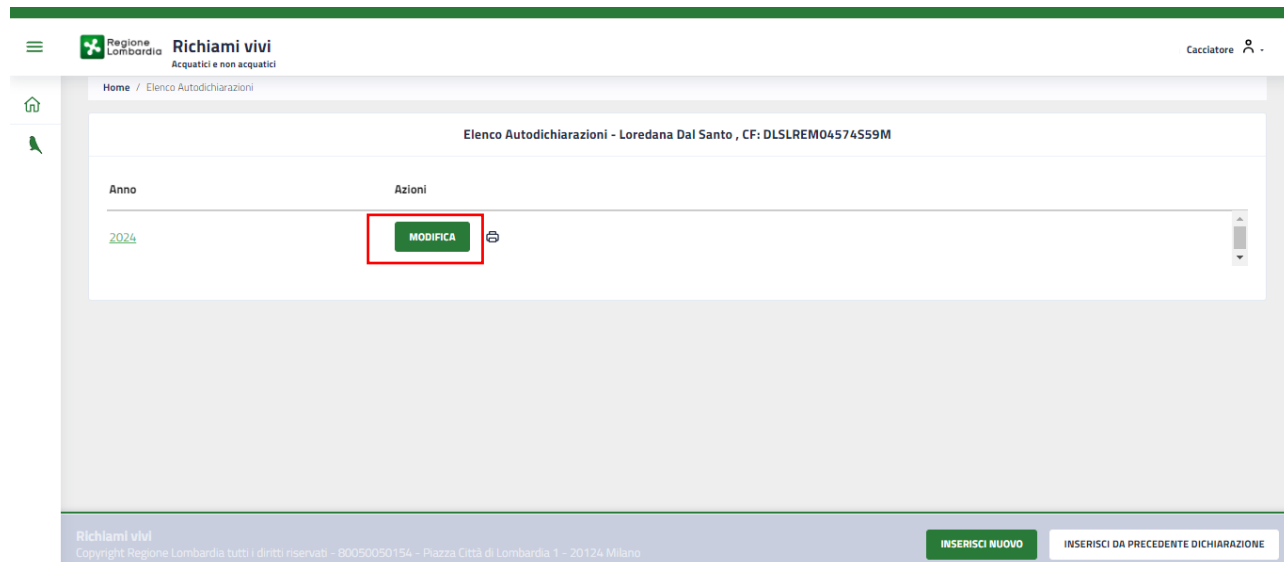 Regione
Lombardia
Richiami vivi
Acquatici e non acquatici
Cacciatore
Home / Elenco Autodichiarazioni
Elenco Autodichiarazioni - Loredana Dal Santo , CF: DLSLREM04574S59M
Anno
Azioni
2024
MODIFICA
Richiami vivi
Copyright Regione Lombardia tutti i diritti riservati - 80050050154 - Piazza Città di Lombardia 1 - 20124 Milano
INSERISCI NUOVO
INSERISCI DA PRECEDENTE DICHIARAZIONE